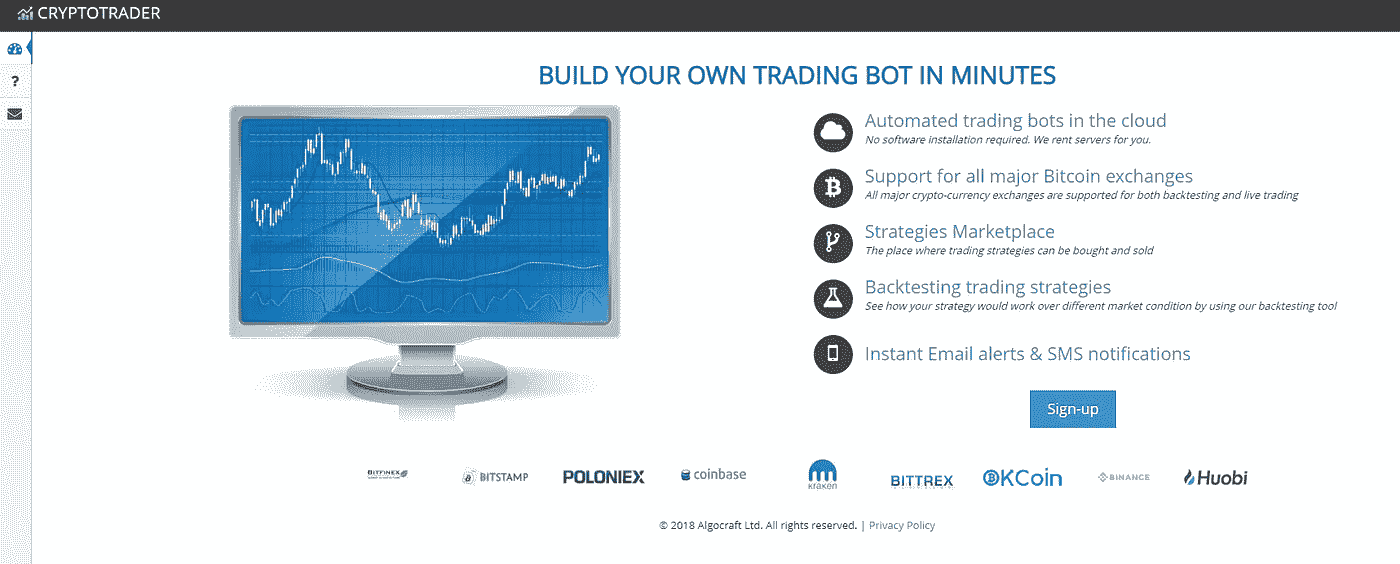 CRYPTOTRADER
?
BUILD YOUR OWN TRADING BOT IN MINUTES
Automated trading bots in the cloud
No software installation required. We rent servers for you.
Support for all major Bitcoin exchanges
All major crypto-currency exchanges are supported for both backtesting and live trading
Strategies Marketplace
The place where trading strategies can be bought and sold
Backtesting trading strategies
See how your strategy would work over different market condition by using our backtesting tool
Instant Email alerts & SMS notifications
Sign-up
BITFINEX BITSTAMP POLONIEX coinbase kraken BITTREX OKCoin BINANCE Huobi
© 2018 Algocraft Ltd. All rights reserved. | Privacy Policy